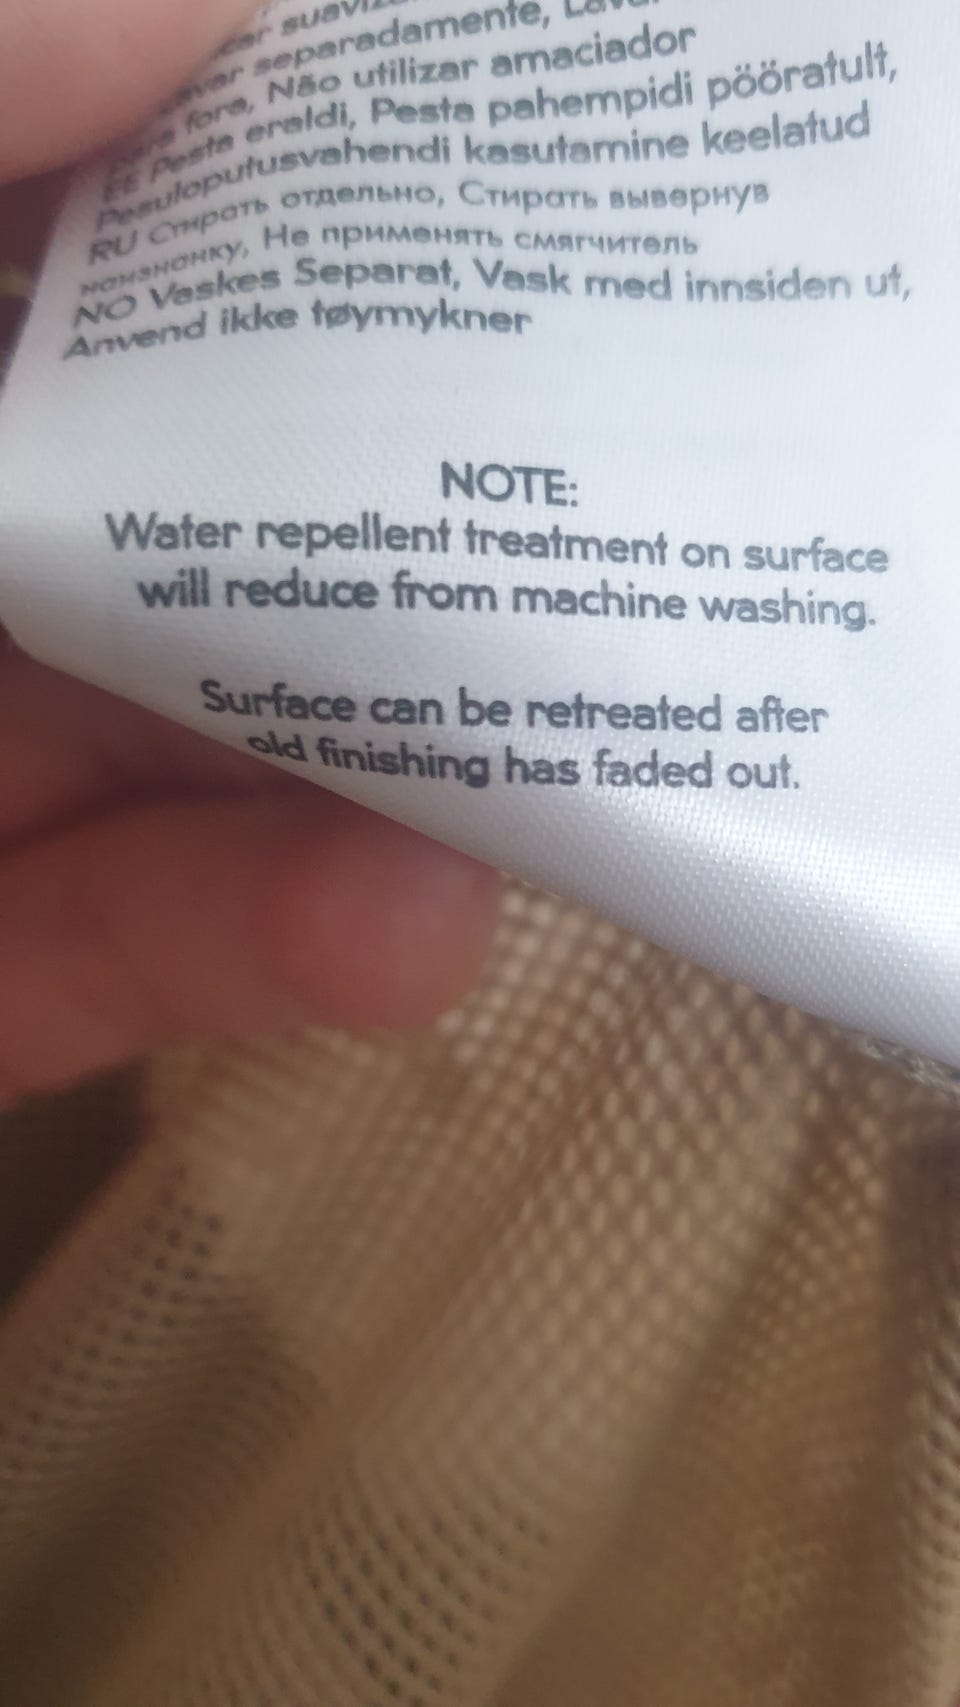 separadamente,
fora, Não utilizar amaciador
EE Pesta eraldi, Pesta pahempidi pööratult,
Pesuloputusvahendi kasutamine keelatud
RU Стирать отдельно, Стирать вывернув
наизнанку, Не применять смягчитель
NO Vaskes Separat, Vask med innsiden ut,
Anvend ikke tøymykner
NOTE:
Water repellent treatment on surface
will reduce from machine washing.
Surface can be retreated after
old finishing has faded out.